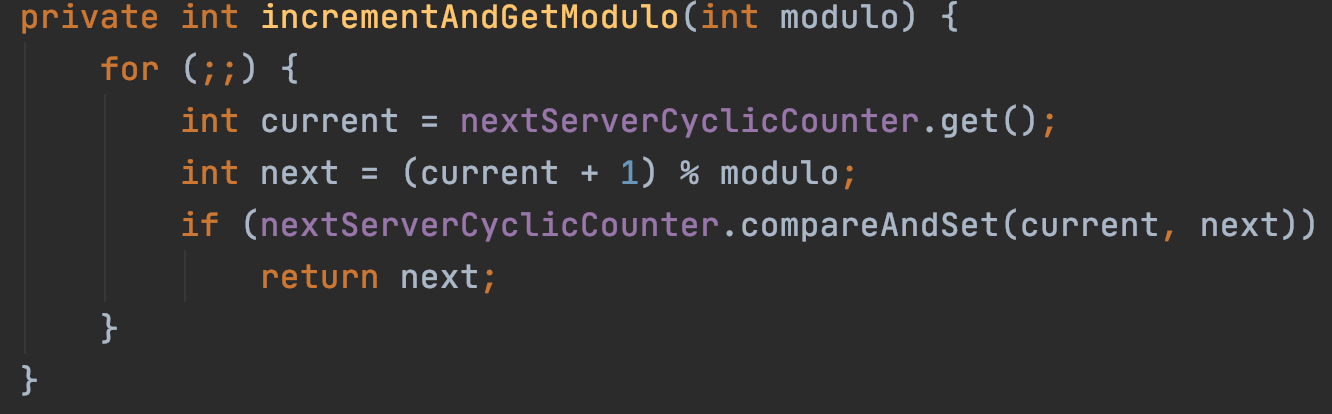 private int incrementAndGetModulo(int modulo) {
    for (;;) {
        int current = nextServerCyclicCounter.get();
        int next = (current + 1) % modulo;
        if (nextServerCyclicCounter.compareAndSet(current, next))
            return next;
    }
}